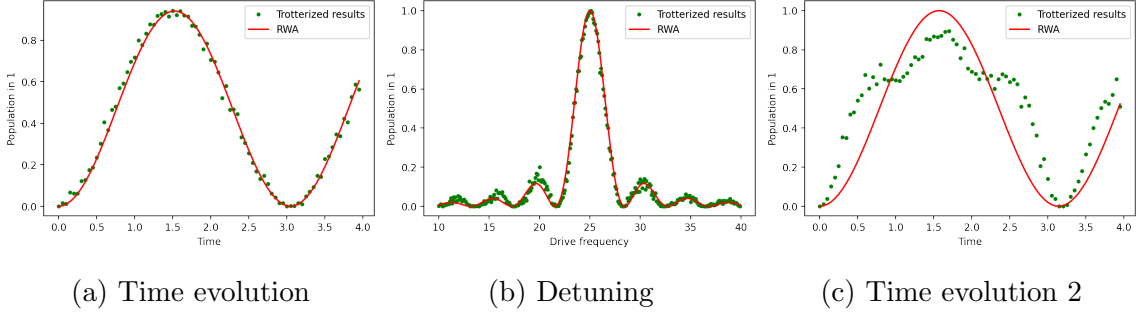 Trotterized results
RWA
Population in 1
0.8
0.6
0.4
0.2
0.0
0.0 0.5 1.0 1.5 2.0 2.5 3.0 3.5 4.0
Time
(a) Time evolution
Trotterized results
RWA
Population in 1
1.0
0.8
0.6
0.4
0.2
0.0
10 15 20 25 30 35 40
Drive frequency
(b) Detuning
Trotterized results
RWA
Population in 1
1.0
0.8
0.6
0.4
0.2
0.0
0.0 0.5 1.0 1.5 2.0 2.5 3.0 3.5 4.0
Time
(c) Time evolution 2